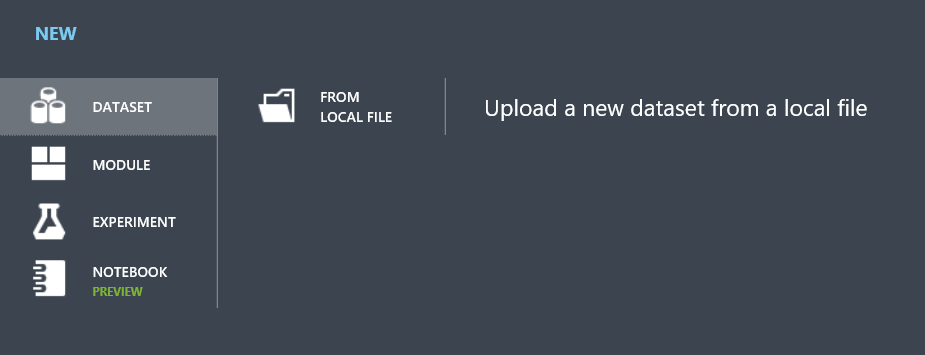 NEW
DATASET
FROM
LOCAL FILE
Upload a new dataset from a local file
MODULE
EXPERIMENT
NOTEBOOK
PREVIEW